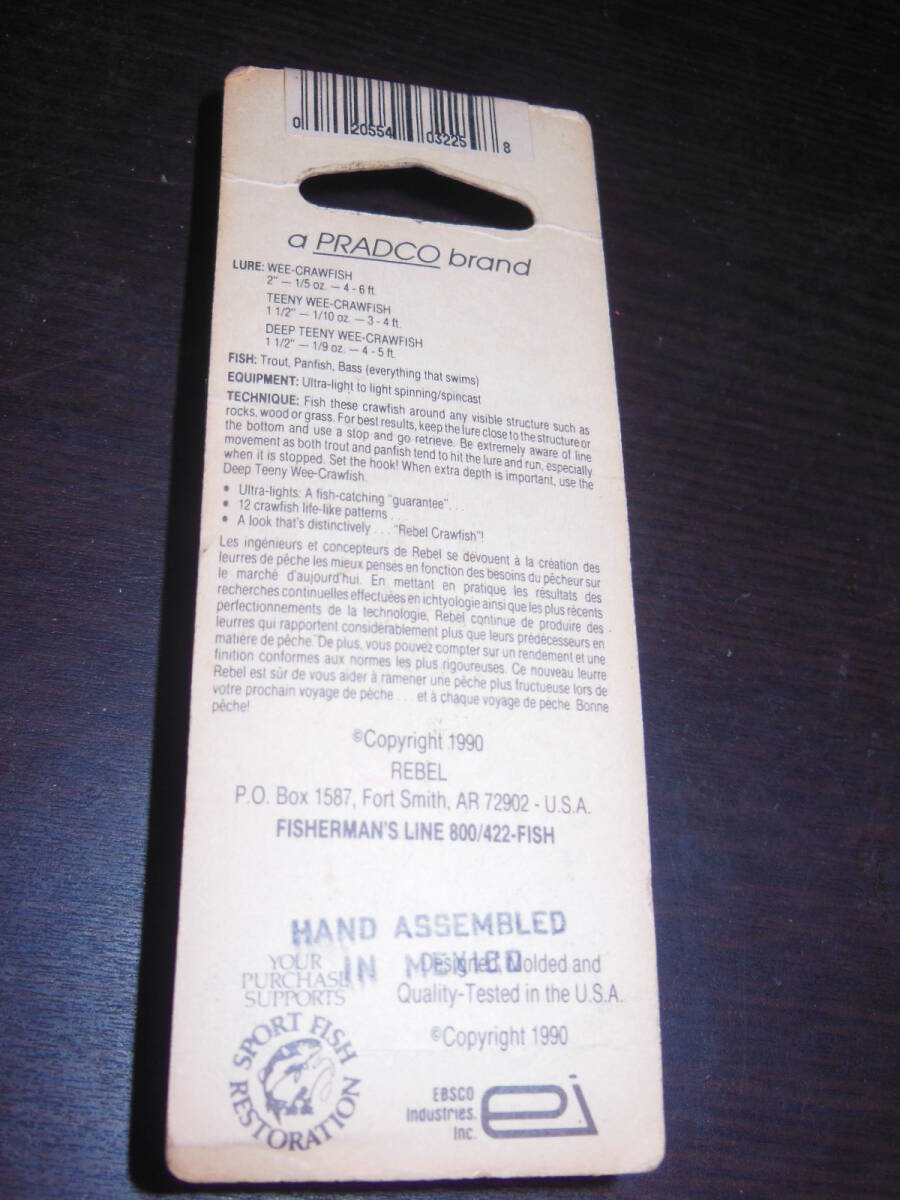 0 20554 03225 8
a PRADCO brand
LURE: WEE-CRAWFISH
2" — 1/5 oz. — 4 - 6 ft.
TEENY WEE-CRAWFISH
1 1/2" — 1/10 oz. — 3 - 4 ft.
DEEP TEENY WEE-CRAWFISH
1 1/2" — 1/9 oz. — 4 - 5 ft.
FISH: Trout, Panfish, Bass (everything that swims)
EQUIPMENT: Ultra-light to light spinning/spincast
TECHNIQUE: Fish these crawfish around any visible structure such as
rocks, wood or grass. For best results, keep the lure close to the structure or
the bottom and use a stop and go retrieve. Be extremely aware of line
movement as both trout and panfish tend to hit the lure and run, especially
when it is stopped. Set the hook! When extra depth is important, use the
Deep Teeny Wee-Crawfish.
• Ultra-lights: A fish-catching "guarantee" . . .
• 12 crawfish life-like patterns . . .
• A look that's distinctively . . . "Rebel Crawfish"!
Les ingénieurs et concepteurs de Rebel se dévouent à la création des
leurres de pêche les mieux pensés en fonction des besoins du pêcheur sur
le marché d'aujourd'hui. En mettant en pratique les résultats des
recherches continuelles effectuées en ichtyologie ainsi que les plus récents
perfectionnements de la technologie, Rebel continue de produire des
leurres qui rapportent considérablement plus que leurs prédécesseurs en
matière de pêche. De plus, vous pouvez compter sur un rendement et une
finition conformes aux normes les plus rigoureuses. Ce nouveau leurre
Rebel est sûr de vous aider à ramener une pêche plus fructueuse lors de
votre prochain voyage de pêche . . . et à chaque voyage de pêche. Bonne
pêche!
©Copyright 1990
REBEL
P.O. Box 1587, Fort Smith, AR 72902 - U.S.A.
FISHERMAN'S LINE 800/422-FISH
HAND ASSEMBLED
IN MEXICO
Designed, Molded and
Quality-Tested in the U.S.A.
©Copyright 1990
YOUR
PURCHASE
SUPPORTS
SPORT FISH
RESTORATION
EBSCO
Industries,
Inc.
ei